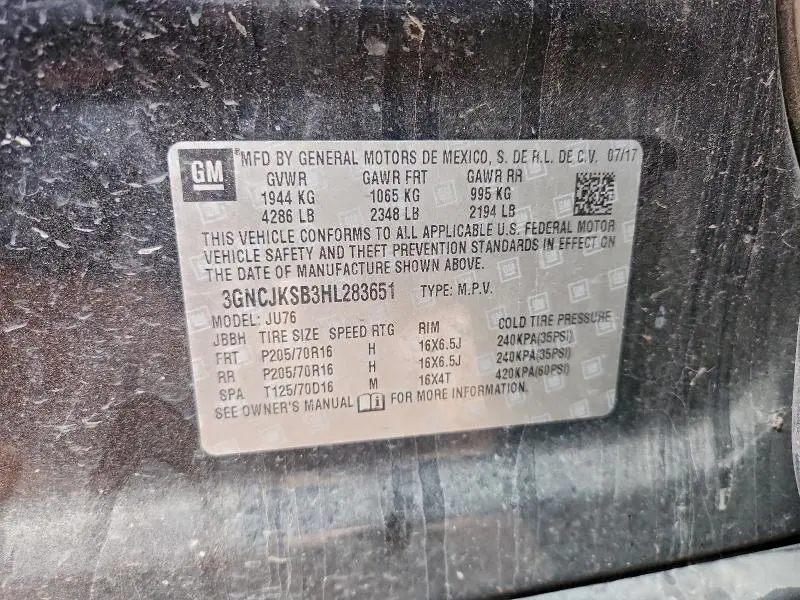 GM
*MFD BY GENERAL MOTORS DE MEXICO, S. DE R.L. DE C.V. 07/17
GVWR GAWR FRT GAWR RR
1944 KG 1065 KG 995 KG
4286 LB 2348 LB 2194 LB
THIS VEHICLE CONFORMS TO ALL APPLICABLE U.S. FEDERAL MOTOR
VEHICLE SAFETY AND THEFT PREVENTION STANDARDS IN EFFECT ON
THE DATE OF MANUFACTURE SHOWN ABOVE.
3GNCJKSB3HL283651 TYPE: M.P.V.
MODEL: JU76
JBBH TIRE SIZE SPEED RTG RIM COLD TIRE PRESSURE
FRT P205/70R16 H 16X6.5J 240KPA(35PSI)
RR P205/70R16 H 16X6.5J 240KPA(35PSI)
SPA T125/70D16 M 16X4T 420KPA(60PSI)
SEE OWNER'S MANUAL FOR MORE INFORMATION.